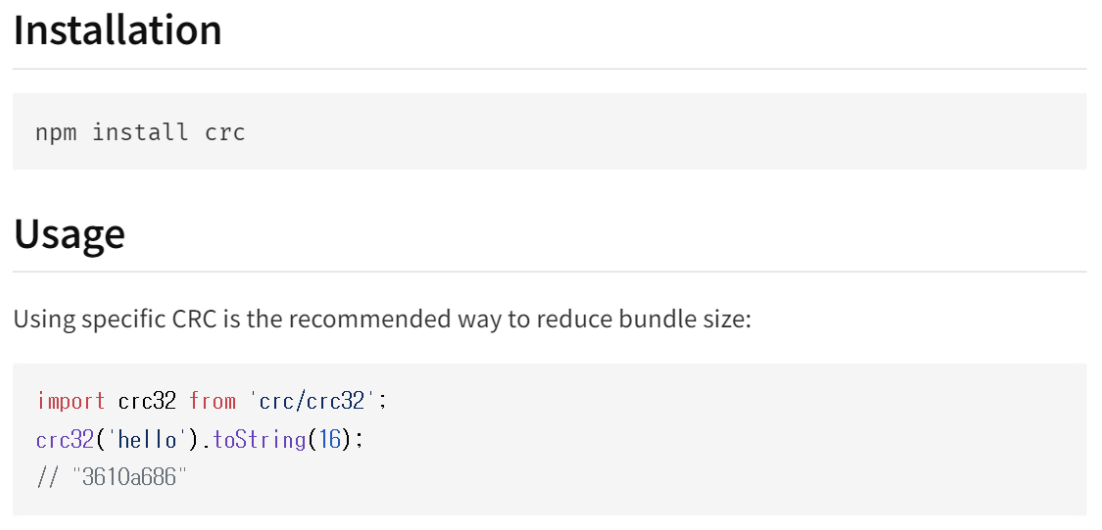 Installation
npm install crc
Usage
Using specific CRC is the recommended way to reduce bundle size:
import crc32 from 'crc/crc32';
crc32('hello').toString(16);
// "3610a686"